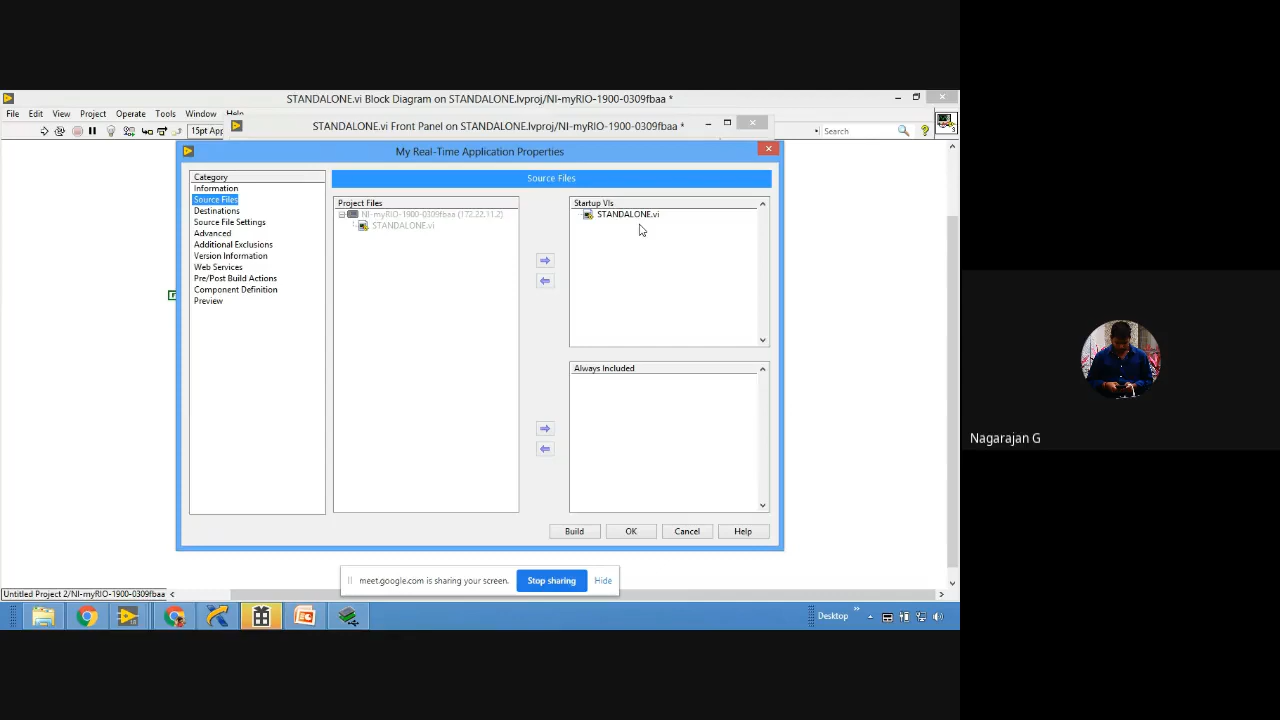 STANDALONE.vi Block Diagram on STANDALONE.lvproj/NI-myRIO-1900-0309fbaa *
File Edit View Project Operate Tools Window Help
STANDALONE.vi Front Panel on STANDALONE.lvproj/NI-myRIO-1900-0309fbaa *
15pt App
Search
My Real-Time Application Properties
Category
Information
Source Files
Destinations
Source File Settings
Advanced
Additional Exclusions
Version Information
Web Services
Pre/Post Build Actions
Component Definition
Preview
Source Files
Project Files
NI-myRIO-1900-0309fbaa (172.22.11.2)
STANDALONE.vi
Startup VIs
STANDALONE.vi
Always Included
Build OK Cancel Help
meet.google.com is sharing your screen. Stop sharing Hide
Untitled Project 2/NI-myRIO-1900-0309fbaa
Desktop
Nagarajan G